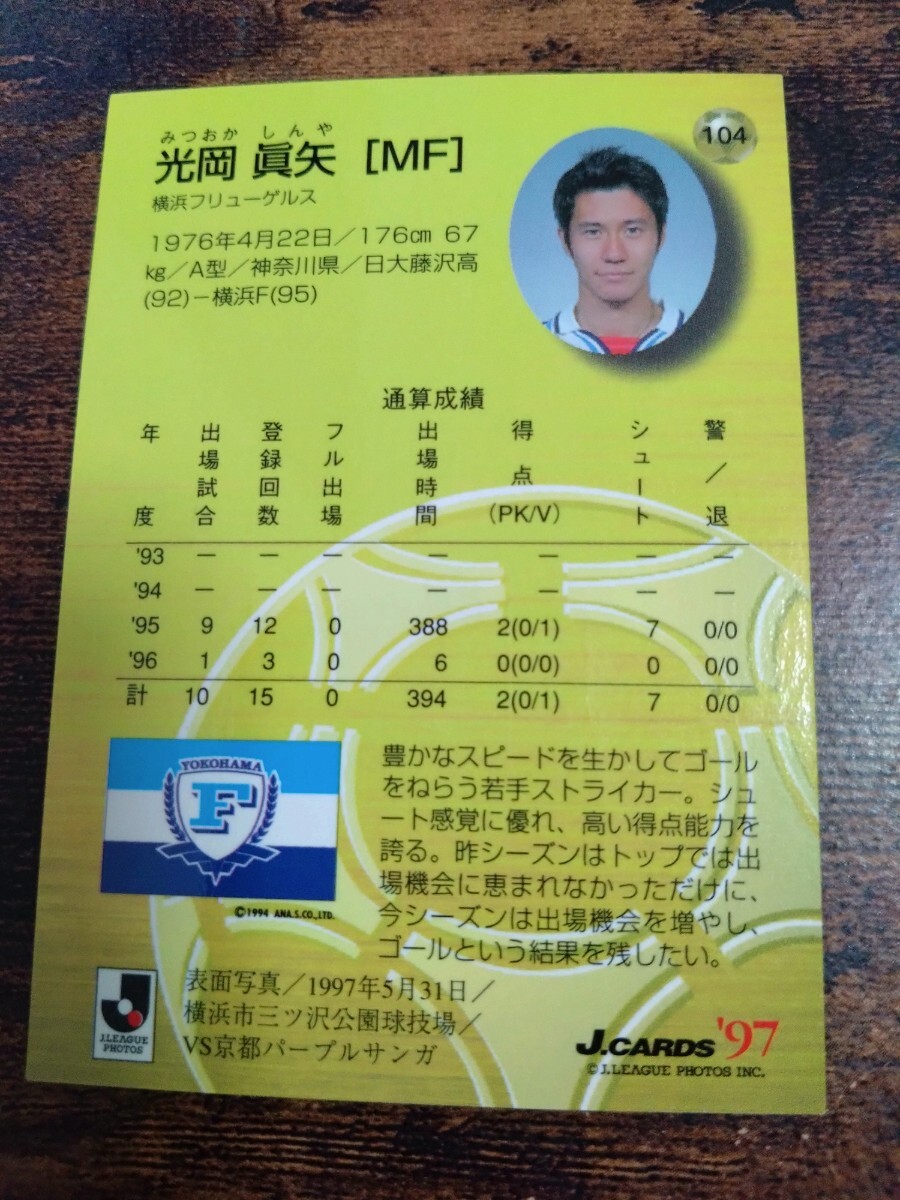 みつおか しんや
光岡 眞矢 [MF]
104
横浜フリューゲルス
1976年4月22日／176㎝ 67
㎏／A型／神奈川県／日大藤沢高
(92)－横浜F(95)
通算成績
年度 出場試合 登録回数 フル出場 出場時間 得点(PK/V) シュート 警/退
'93 － － － － － － －
'94 － － － － － － －
'95 9 12 0 388 2(0/1) 7 0/0
'96 1 3 0 6 0(0/0) 0 0/0
計 10 15 0 394 2(0/1) 7 0/0
YOKOHAMA
F
©1994 ANA.S.CO.,LTD.
豊かなスピードを生かしてゴール
をねらう若手ストライカー。シュ
ート感覚に優れ、高い得点能力を
誇る。昨シーズンはトップでは出
場機会に恵まれなかっただけに、
今シーズンは出場機会を増やし、
ゴールという結果を残したい。
J.LEAGUE
PHOTOS
表面写真／1997年5月31日／
横浜市三ツ沢公園球技場／
VS京都パープルサンガ
J.CARDS '97
©J.LEAGUE PHOTOS INC.